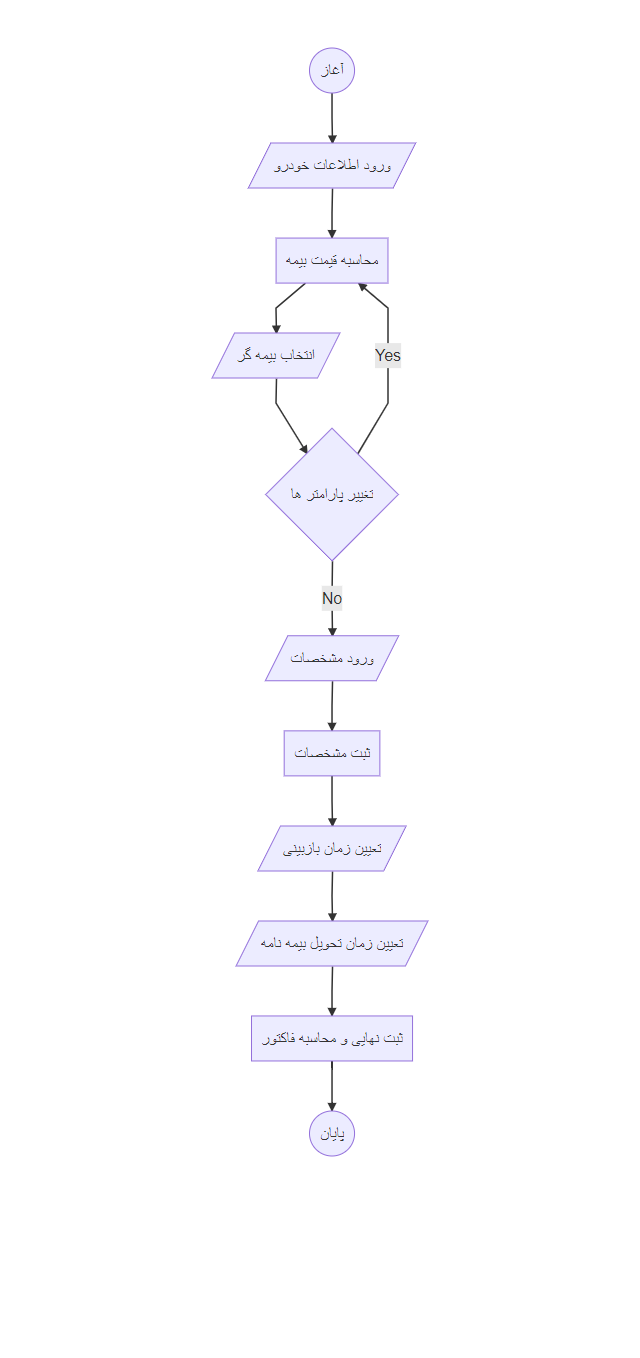 آغاز
ورود اطلاعات خودرو
محاسبه قیمت بیمه
انتخاب بیمه گر
Yes
تغییر پارامتر ها
No
ورود مشخصات
ثبت مشخصات
تعیین زمان بازبینی
تعیین زمان تحویل بیمه نامه
ثبت نهایی و محاسبه فاکتور
پایان